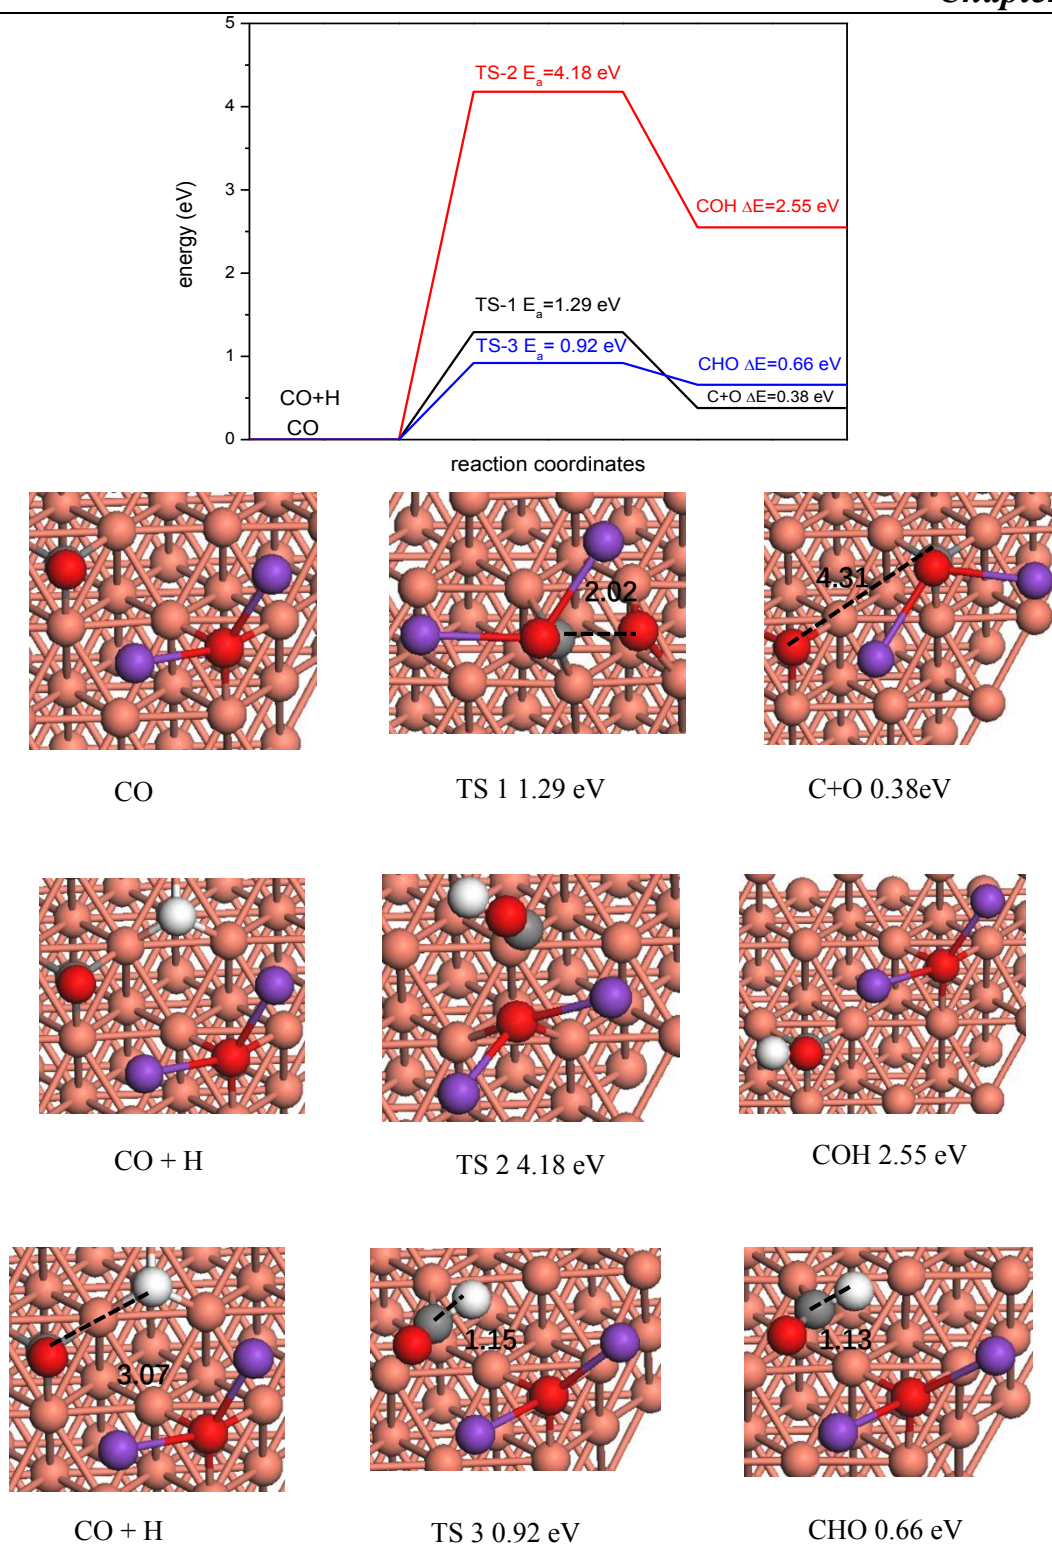 5
TS-2 Eₐ=4.18 eV
4
3
COH ΔE=2.55 eV
energy (eV)
2
TS-1 Eₐ=1.29 eV
TS-3 Eₐ= 0.92 eV
1
CHO ΔE=0.66 eV
C+O ΔE=0.38 eV
CO+H
CO
0
reaction coordinates
2.02
4.31
CO
TS 1 1.29 eV
C+O 0.38eV
CO + H
TS 2 4.18 eV
COH 2.55 eV
3.07
1.15
1.13
CO + H
TS 3 0.92 eV
CHO 0.66 eV